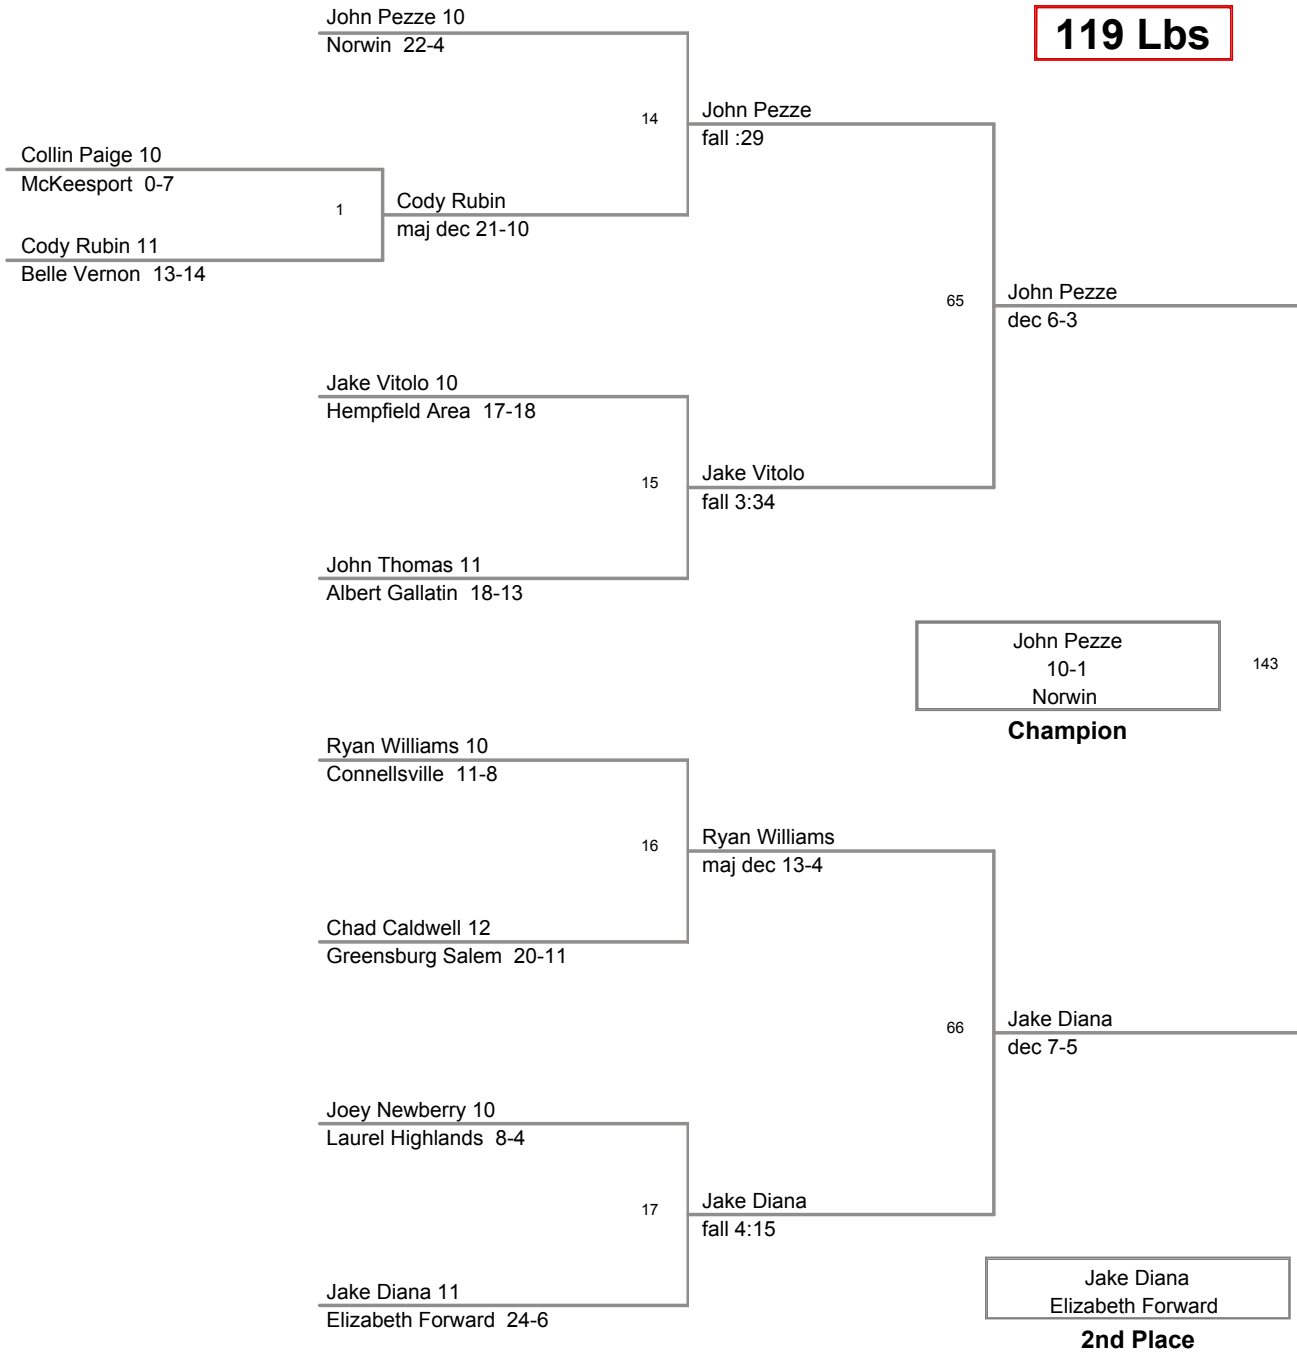 John Pezze 10
Norwin  22-4
119 Lbs
14
John Pezze
fall :29
Collin Paige 10
McKeesport  0-7
1
Cody Rubin
maj dec 21-10
Cody Rubin 11
Belle Vernon  13-14
65
John Pezze
dec 6-3
Jake Vitolo 10
Hempfield Area  17-18
15
Jake Vitolo
fall 3:34
John Thomas 11
Albert Gallatin  18-13
John Pezze
10-1
Norwin
143
Champion
Ryan Williams 10
Connellsville  11-8
16
Ryan Williams
maj dec 13-4
Chad Caldwell 12
Greensburg Salem  20-11
66
Jake Diana
dec 7-5
Joey Newberry 10
Laurel Highlands  8-4
17
Jake Diana
fall 4:15
Jake Diana 11
Elizabeth Forward  24-6
Jake Diana
Elizabeth Forward
2nd Place